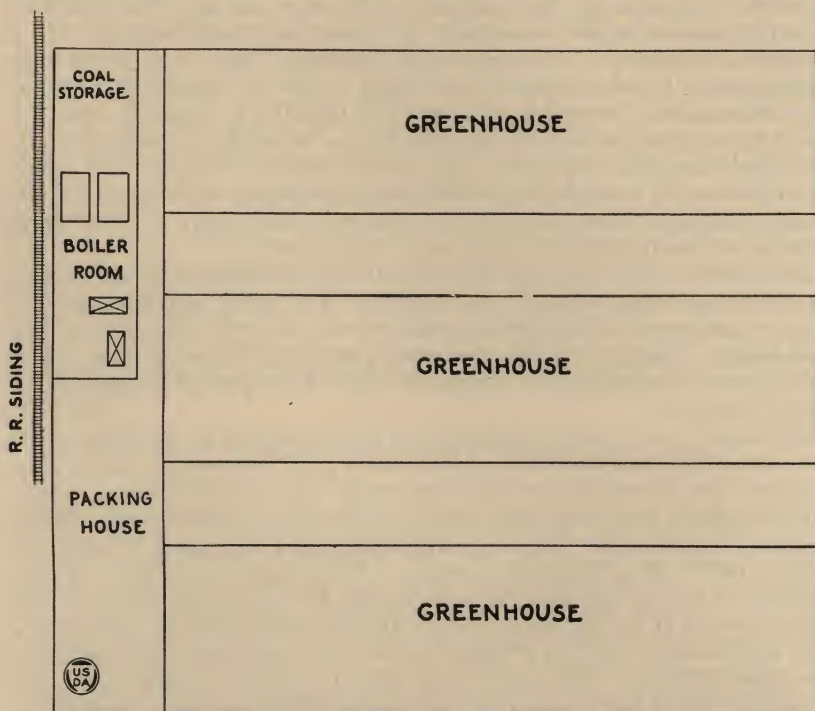 COAL
STORAGE
GREENHOUSE
BOILER
ROOM
R. R. SIDING
GREENHOUSE
PACKING
HOUSE
GREENHOUSE
US
DA